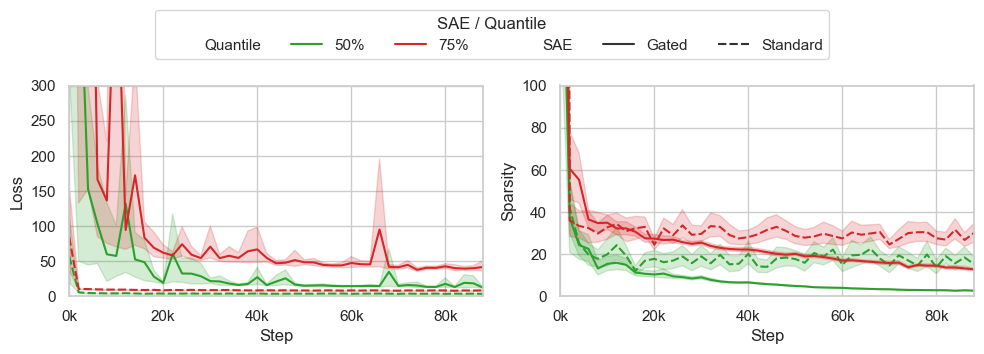 SAE / Quantile
Quantile 50% 75% SAE Gated Standard
300
250
200
150
100
50
0
Loss
0k 20k 40k 60k 80k
Step
100
80
60
40
20
0
Sparsity
0k 20k 40k 60k 80k
Step